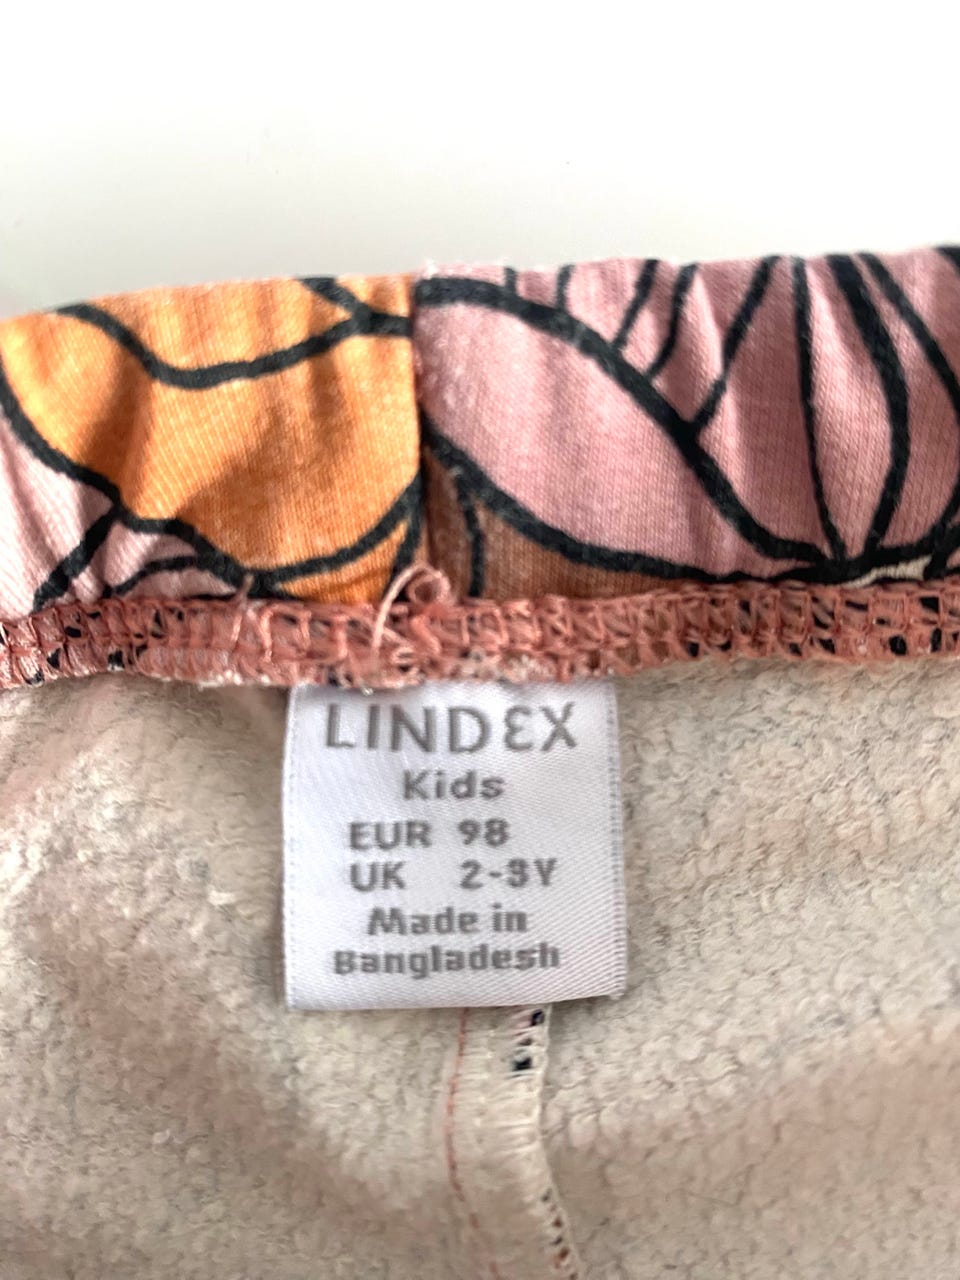 LINDEX
Kids
EUR 98
UK 2-3Y
Made in
Bangladesh